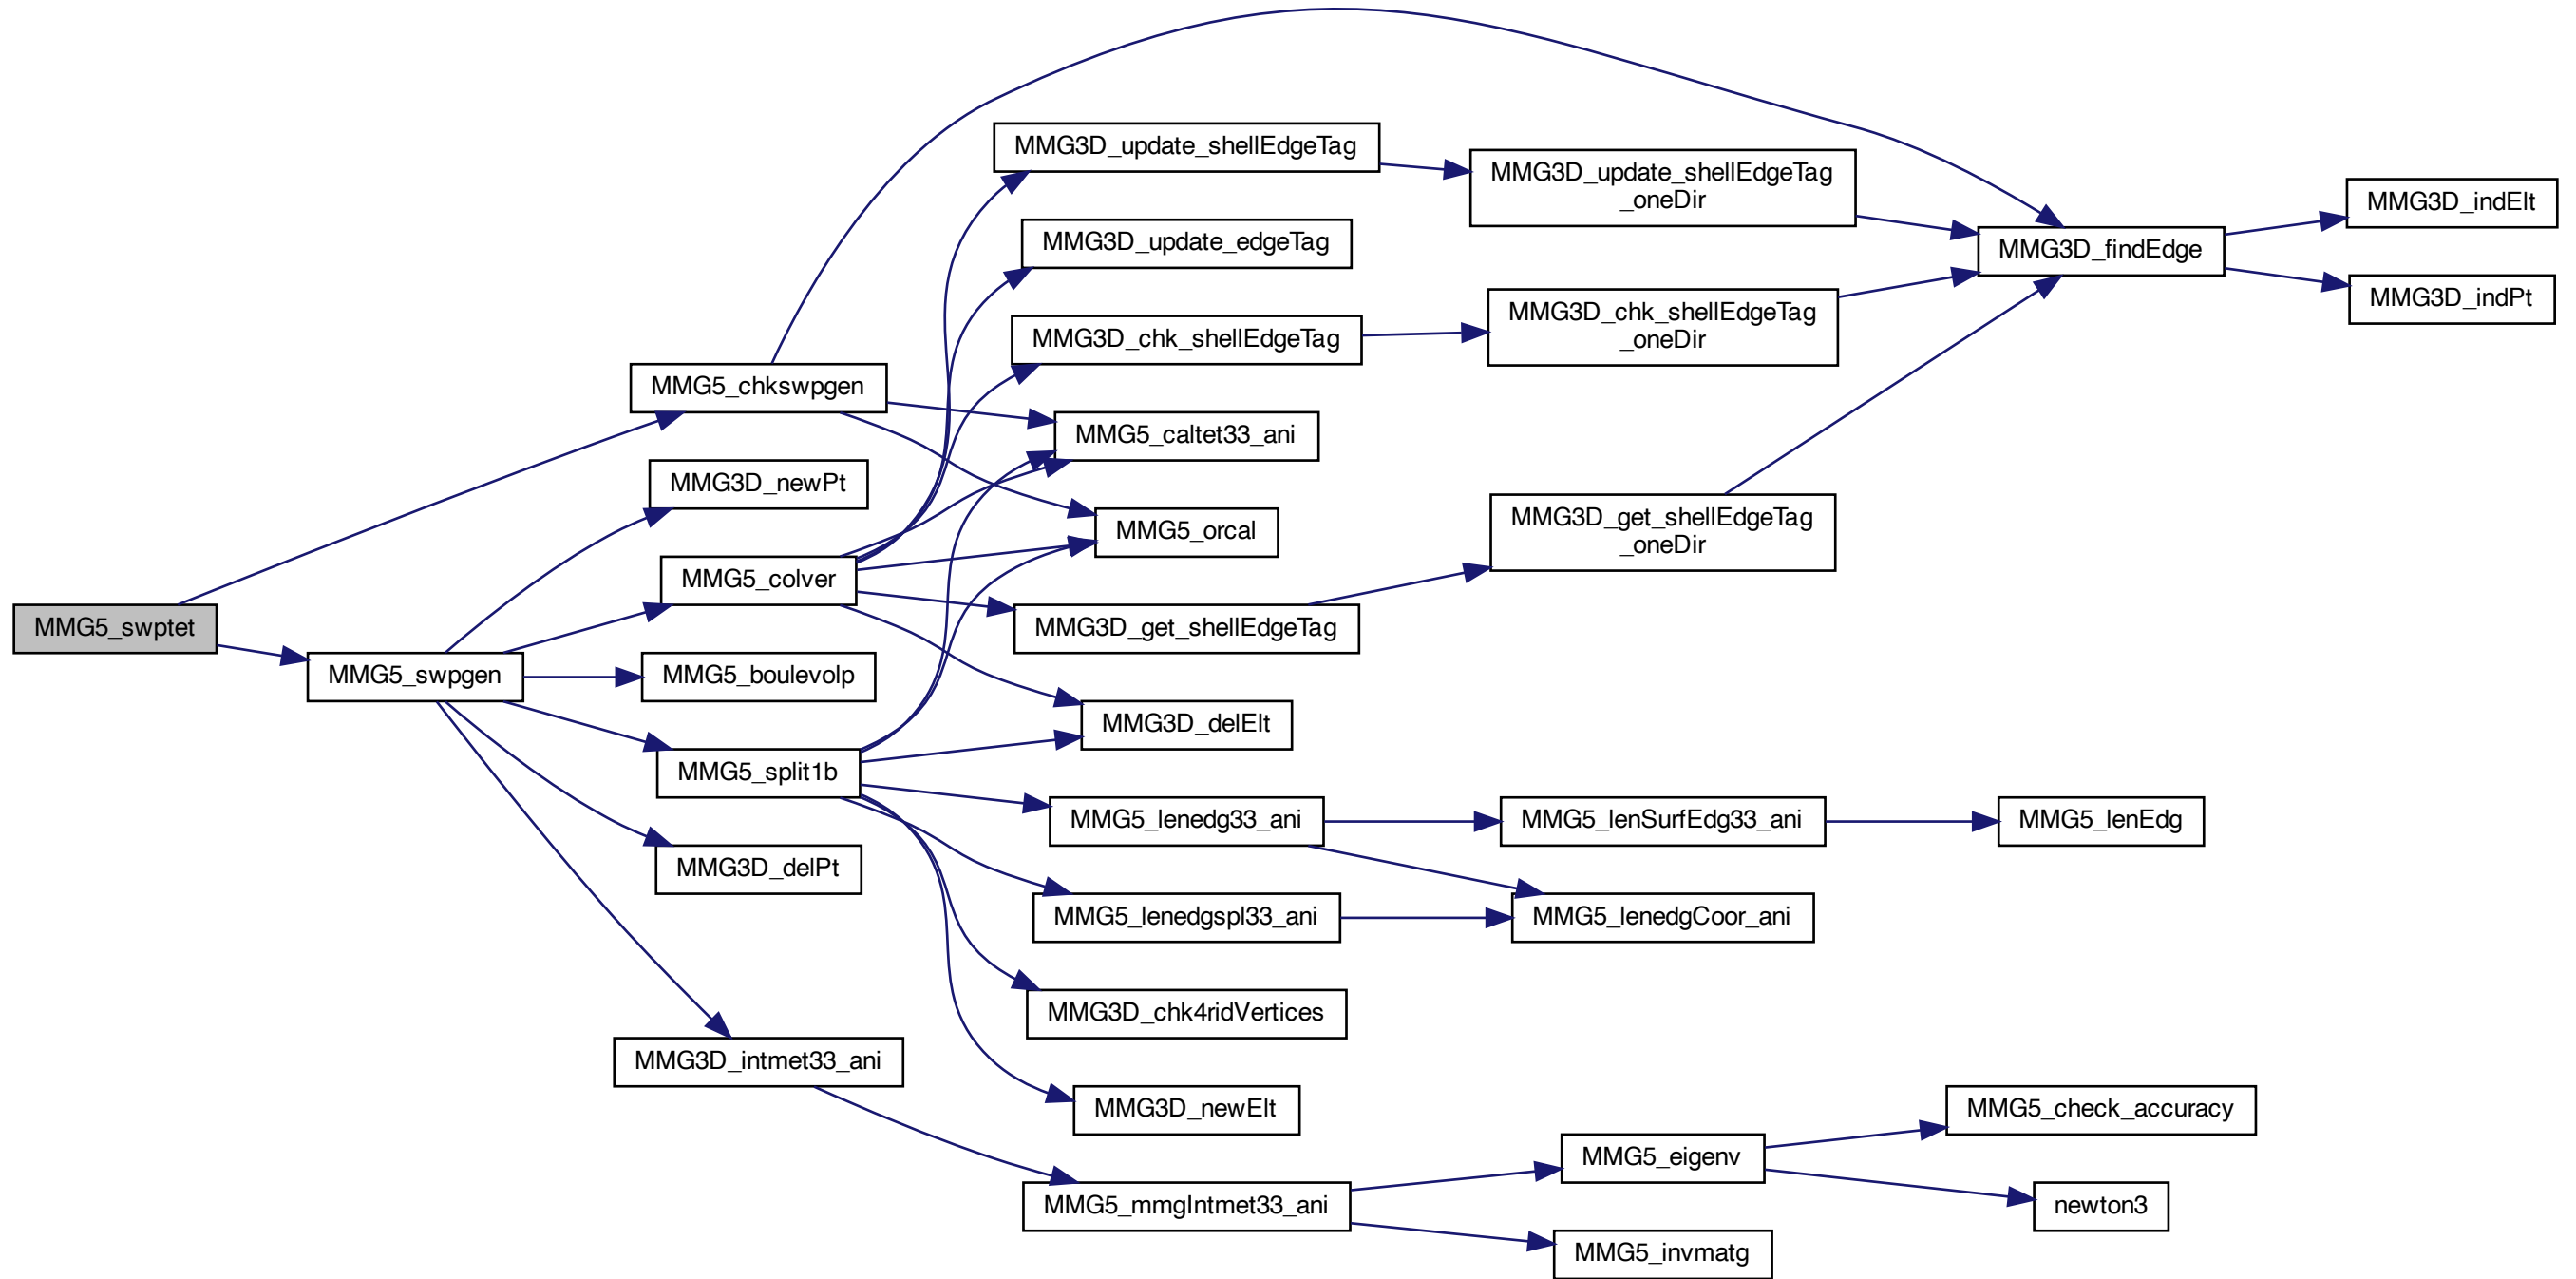 MMG5_swptet
MMG5_chkswpgen
MMG3D_newPt
MMG5_colver
MMG5_swpgen
MMG5_boulevolp
MMG5_split1b
MMG3D_delPt
MMG3D_intmet33_ani
MMG3D_update_shellEdgeTag
MMG3D_update_edgeTag
MMG3D_chk_shellEdgeTag
MMG5_caltet33_ani
MMG5_orcal
MMG3D_get_shellEdgeTag
MMG3D_delElt
MMG5_lenedg33_ani
MMG5_lenedgspl33_ani
MMG3D_chk4ridVertices
MMG3D_newElt
MMG5_mmgIntmet33_ani
MMG3D_update_shellEdgeTag
_oneDir
MMG3D_chk_shellEdgeTag
_oneDir
MMG3D_get_shellEdgeTag
_oneDir
MMG5_lenSurfEdg33_ani
MMG5_lenedgCoor_ani
MMG5_eigenv
MMG5_invmatg
MMG3D_findEdge
MMG5_lenEdg
MMG5_check_accuracy
newton3
MMG3D_indElt
MMG3D_indPt